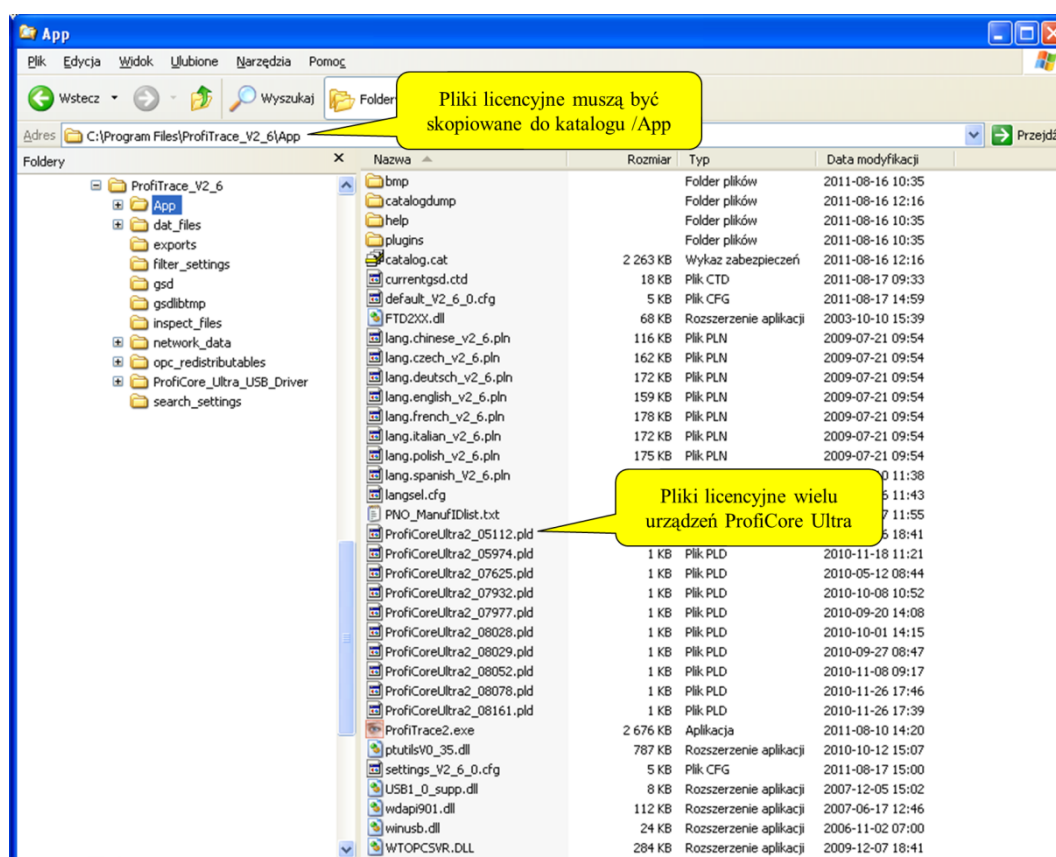 App
Plik Edycja Widok Ulubione Narzędzia Pomoc
Wstecz Wyszukaj Foldery
Pliki licencyjne muszą być
skopiowane do katalogu /App
Adres C:\Program Files\ProfiTrace_V2_6\App Przejdź
Foldery Nazwa Rozmiar Typ Data modyfikacji
ProfiTrace_V2_6
App
dat_files
exports
filter_settings
gsd
gsdlibtmp
inspect_files
network_data
opc_redistributables
ProfiCore_Ultra_USB_Driver
search_settings
bmp Folder plików 2011-08-16 10:35
catalogdump Folder plików 2011-08-16 12:16
help Folder plików 2011-08-16 10:35
plugins Folder plików 2011-08-16 10:35
catalog.cat 2 263 KB Wykaz zabezpieczeń 2011-08-16 12:16
currentgsd.ctd 18 KB Plik CTD 2011-08-17 09:33
default_V2_6_0.cfg 5 KB Plik CFG 2011-08-17 14:59
FTD2XX.dll 68 KB Rozszerzenie aplikacji 2003-10-10 15:39
lang.chinese_v2_6.pln 116 KB Plik PLN 2009-07-21 09:54
lang.czech_v2_6.pln 162 KB Plik PLN 2009-07-21 09:54
lang.deutsch_v2_6.pln 172 KB Plik PLN 2009-07-21 09:54
lang.english_v2_6.pln 159 KB Plik PLN 2009-07-21 09:54
lang.french_v2_6.pln 178 KB Plik PLN 2009-07-21 09:54
lang.italian_v2_6.pln 172 KB Plik PLN 2009-07-21 09:54
lang.polish_v2_6.pln 175 KB Plik PLN 2009-07-21 09:54
lang.spanish_V2_6.pln 11:38
langsel.cfg 11:43
PNO_ManufIDlist.txt 11:55
Pliki licencyjne wielu
urządzeń ProfiCore Ultra
ProfiCoreUltra2_05112.pld 18:41
ProfiCoreUltra2_05974.pld 1 KB Plik PLD 2010-11-18 11:21
ProfiCoreUltra2_07625.pld 1 KB Plik PLD 2010-05-12 08:44
ProfiCoreUltra2_07932.pld 1 KB Plik PLD 2010-10-08 10:52
ProfiCoreUltra2_07977.pld 1 KB Plik PLD 2010-09-20 14:08
ProfiCoreUltra2_08028.pld 1 KB Plik PLD 2010-10-01 14:15
ProfiCoreUltra2_08029.pld 1 KB Plik PLD 2010-09-27 08:47
ProfiCoreUltra2_08052.pld 1 KB Plik PLD 2010-11-08 09:17
ProfiCoreUltra2_08078.pld 1 KB Plik PLD 2010-11-26 17:46
ProfiCoreUltra2_08161.pld 1 KB Plik PLD 2010-11-26 17:39
ProfiTrace2.exe 2 676 KB Aplikacja 2011-08-10 14:20
ptutilsV0_35.dll 787 KB Rozszerzenie aplikacji 2010-10-12 15:07
settings_V2_6_0.cfg 5 KB Plik CFG 2011-08-17 15:00
USB1_0_supp.dll 8 KB Rozszerzenie aplikacji 2007-12-05 15:02
wdapi901.dll 112 KB Rozszerzenie aplikacji 2007-06-17 12:46
winusb.dll 24 KB Rozszerzenie aplikacji 2006-11-02 07:00
WTOPCSVR.DLL 284 KB Rozszerzenie aplikacji 2009-12-07 18:41